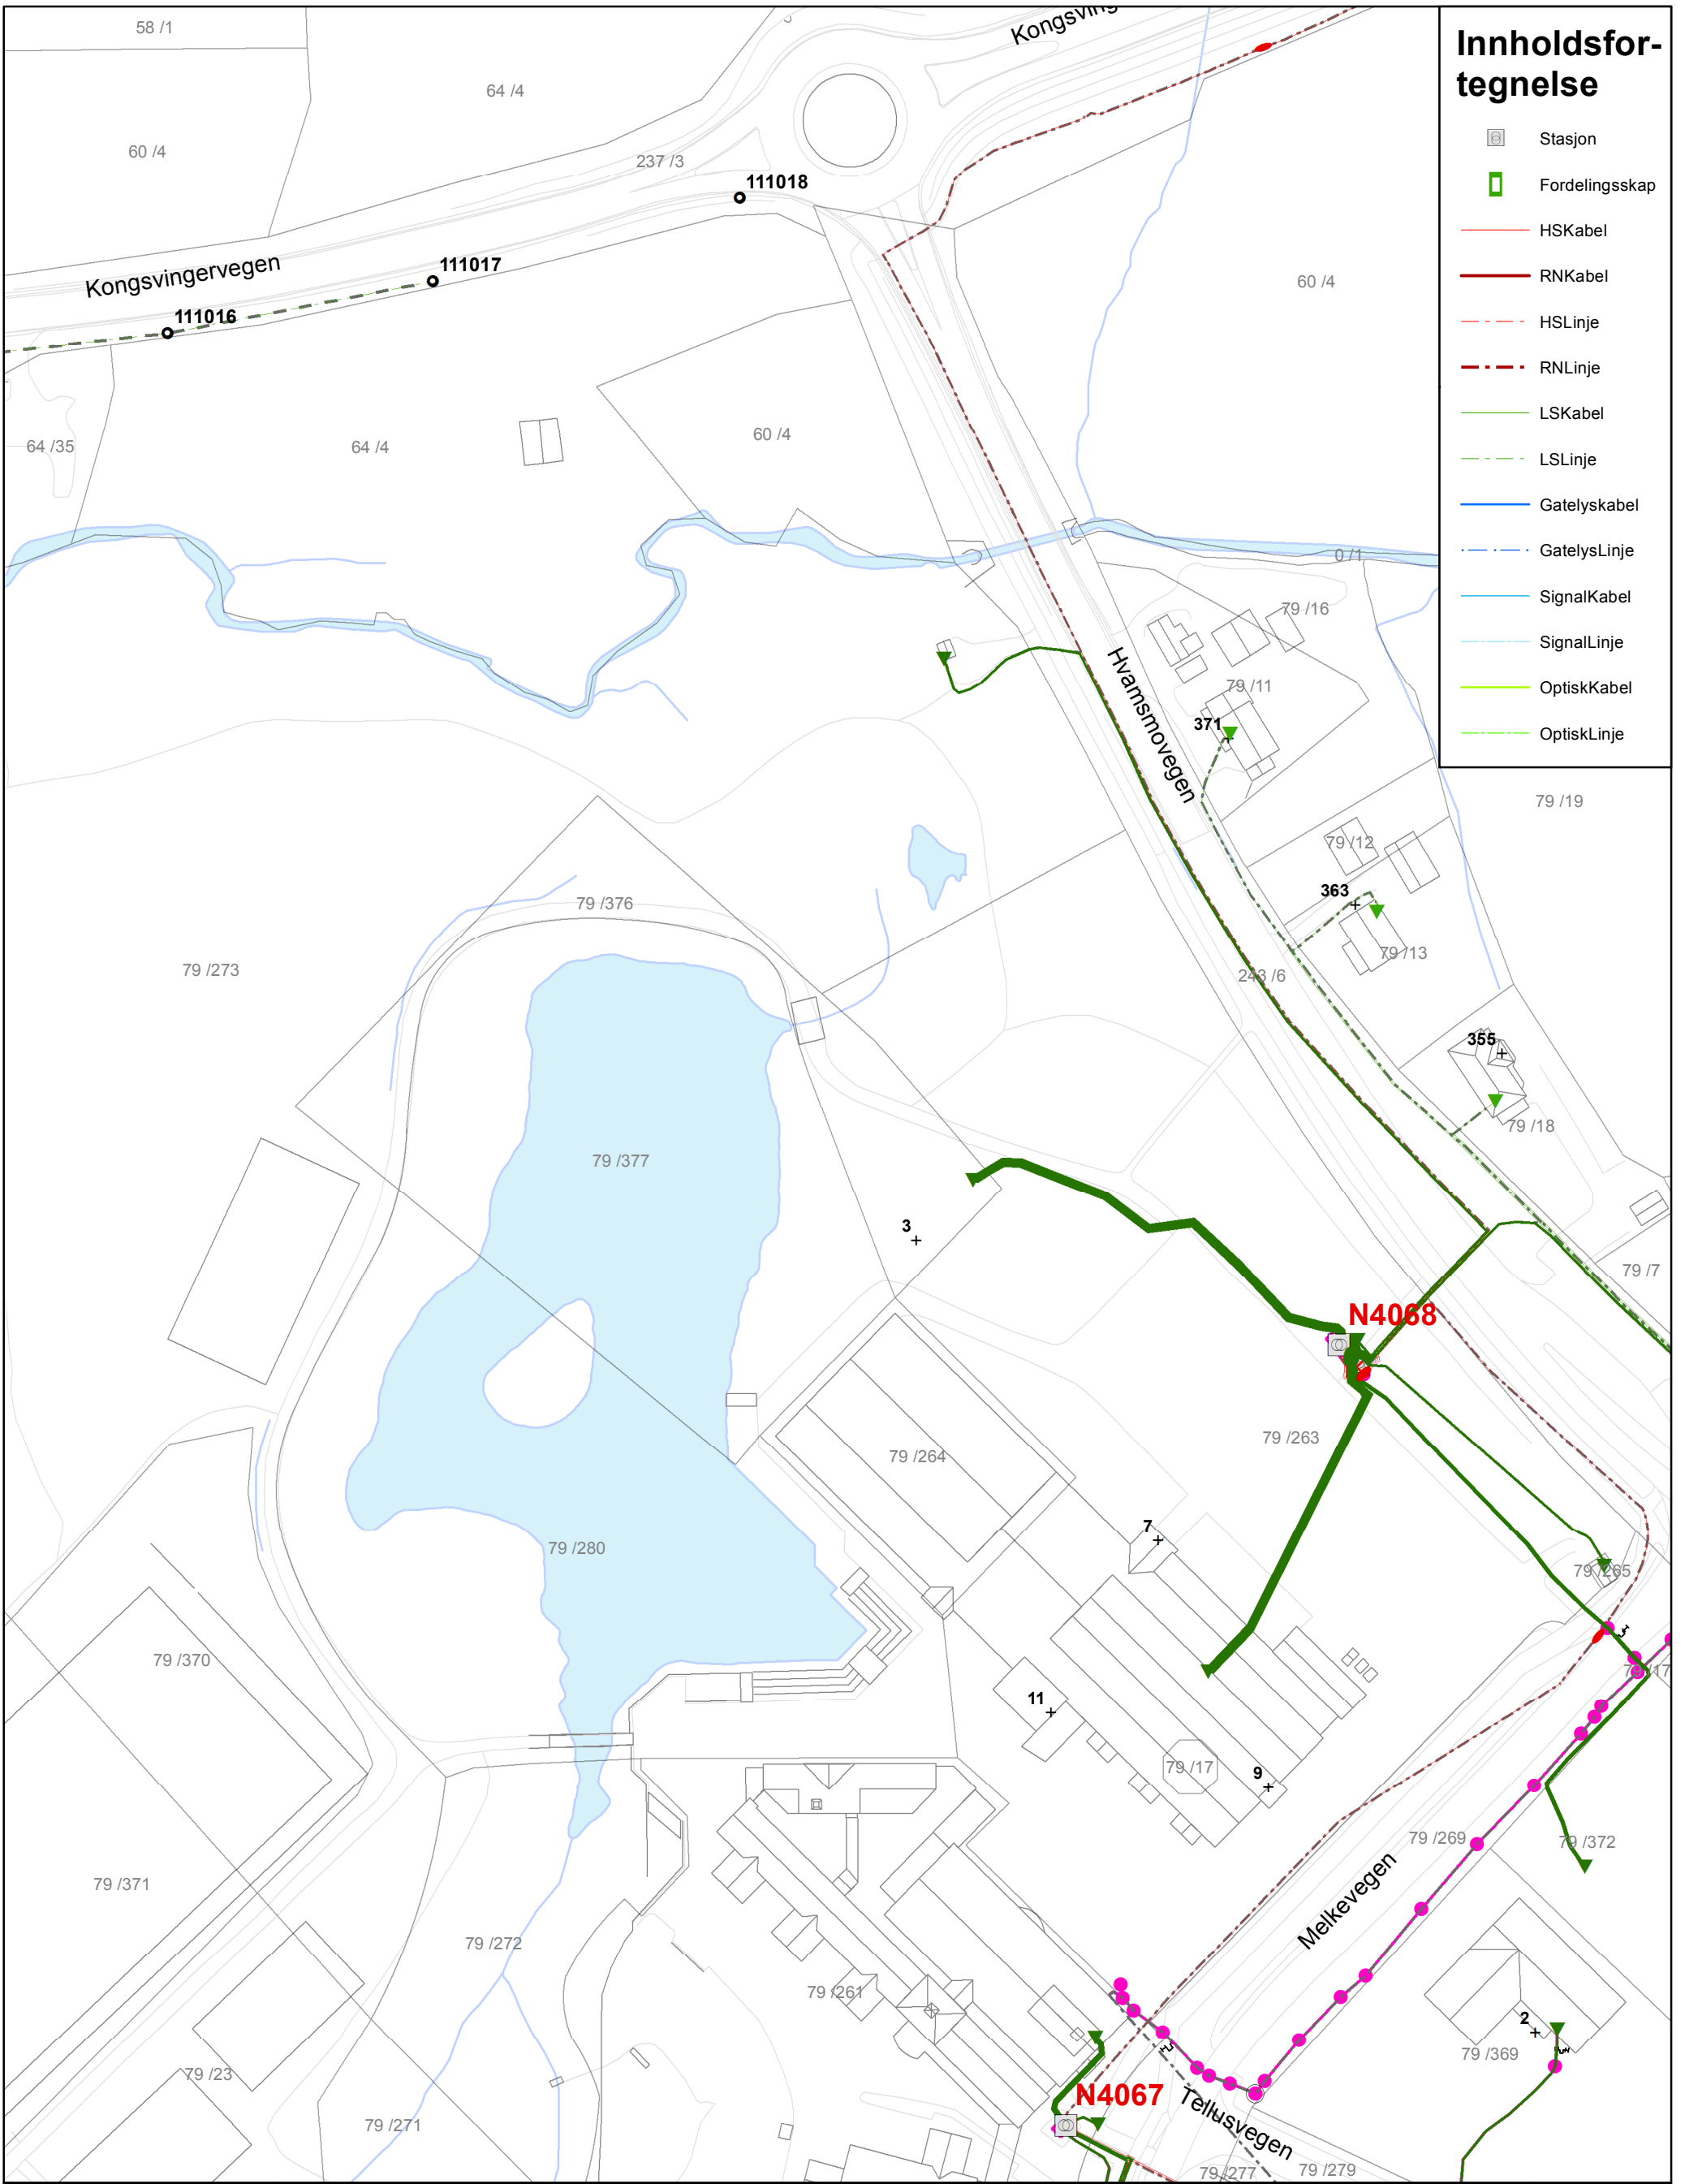 58 /1
Kongsving
64 /4
60 /4
237 /3
111018
Kongsvingervegen
111017
111016
60 /4
64 /35
64 /4
60 /4
0 /1
79 /16
Hvamsmovegen
79 /11
371
79 /19
79 /12
363
79 /376
79 /13
79 /273
243 /6
355
79 /18
79 /377
3
79 /7
N4068
79 /263
79 /264
7
79 /280
79 /265
79 /370
79 /17
11
79 /17
9
79 /269
79 /372
79 /371
Melkevegen
79 /272
79 /261
2
79 /369
79 /23
N4067
Tellusvegen
79 /271
79 /277
79 /279
Innholdsfor-
tegnelse
Stasjon
Fordelingsskap
HSKabel
RNKabel
HSLinje
RNLinje
LSKabel
LSLinje
Gatelyskabel
GatelysLinje
SignalKabel
SignalLinje
OptiskKabel
OptiskLinje